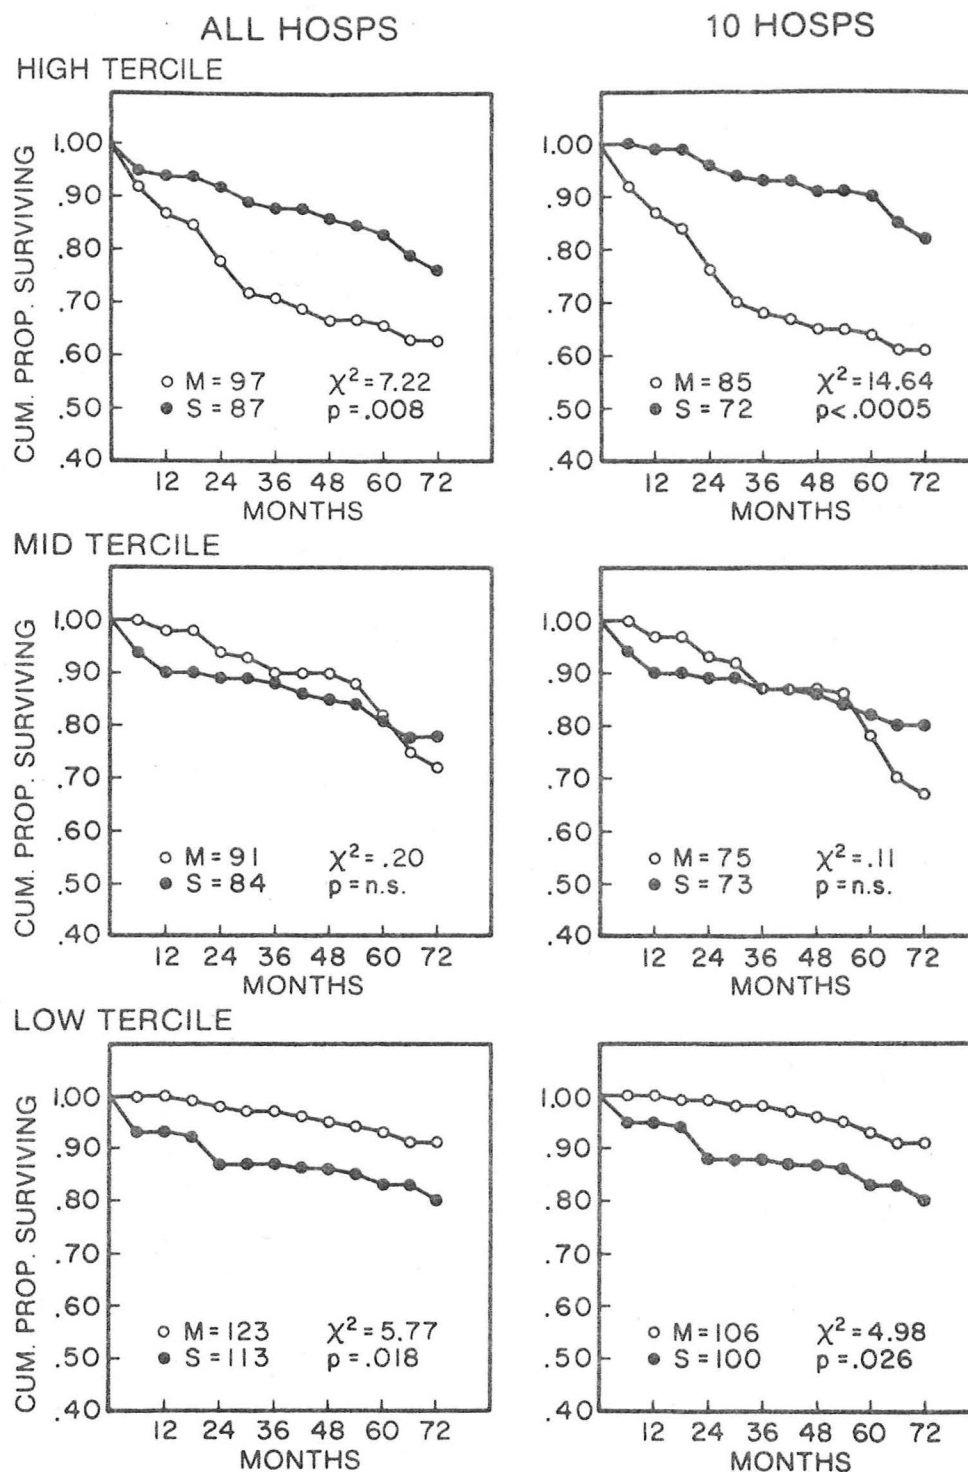 ALL HOSPS
10 HOSPS
HIGH TERCILE
CUM. PROP. SURVIVING
1.00
.90
.80
.70
.60
.50
.40
○ M = 97 χ²=7.22
● S = 87 p=.008
12 24 36 48 60 72
MONTHS
1.00
.90
.80
.70
.60
.50
.40
○ M = 85 χ²=14.64
● S = 72 p<.0005
12 24 36 48 60 72
MONTHS
MID TERCILE
CUM. PROP. SURVIVING
1.00
.90
.80
.70
.60
.50
.40
○ M = 91 χ²=.20
● S = 84 p=n.s.
12 24 36 48 60 72
MONTHS
1.00
.90
.80
.70
.60
.50
.40
○ M = 75 χ²=.11
● S = 73 p=n.s.
12 24 36 48 60 72
MONTHS
LOW TERCILE
CUM. PROP. SURVIVING
1.00
.90
.80
.70
.60
.50
.40
○ M = 123 χ²=5.77
● S = 113 p=.018
12 24 36 48 60 72
MONTHS
1.00
.90
.80
.70
.60
.50
.40
○ M = 106 χ²=4.98
● S = 100 p=.026
12 24 36 48 60 72
MONTHS